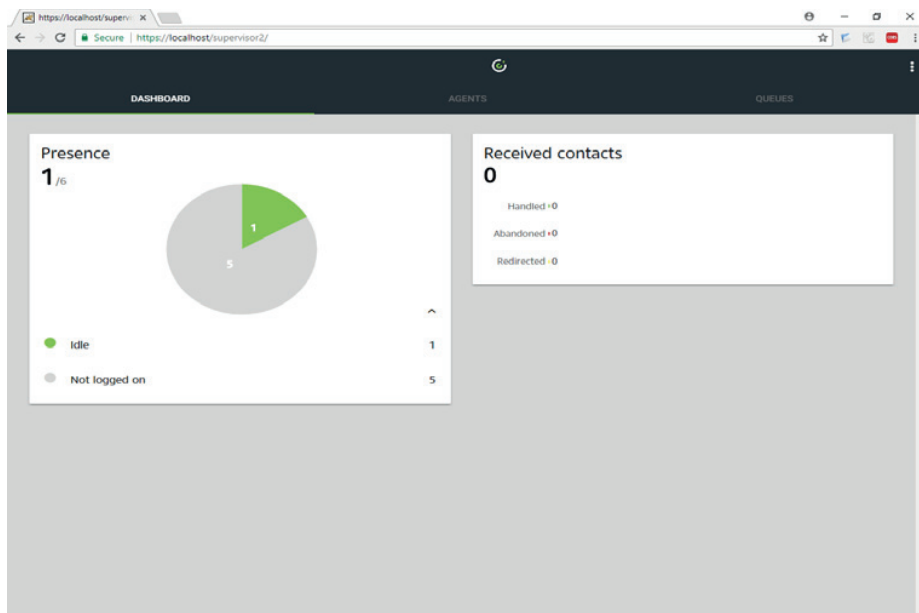 https://localhost/supervi
Secure | https://localhost/supervisor2/
DASHBOARD
AGENTS
QUEUES
Presence
1/6
1
5
Idle 1
Not logged on 5
Received contacts
0
Handled 0
Abandoned 0
Redirected 0